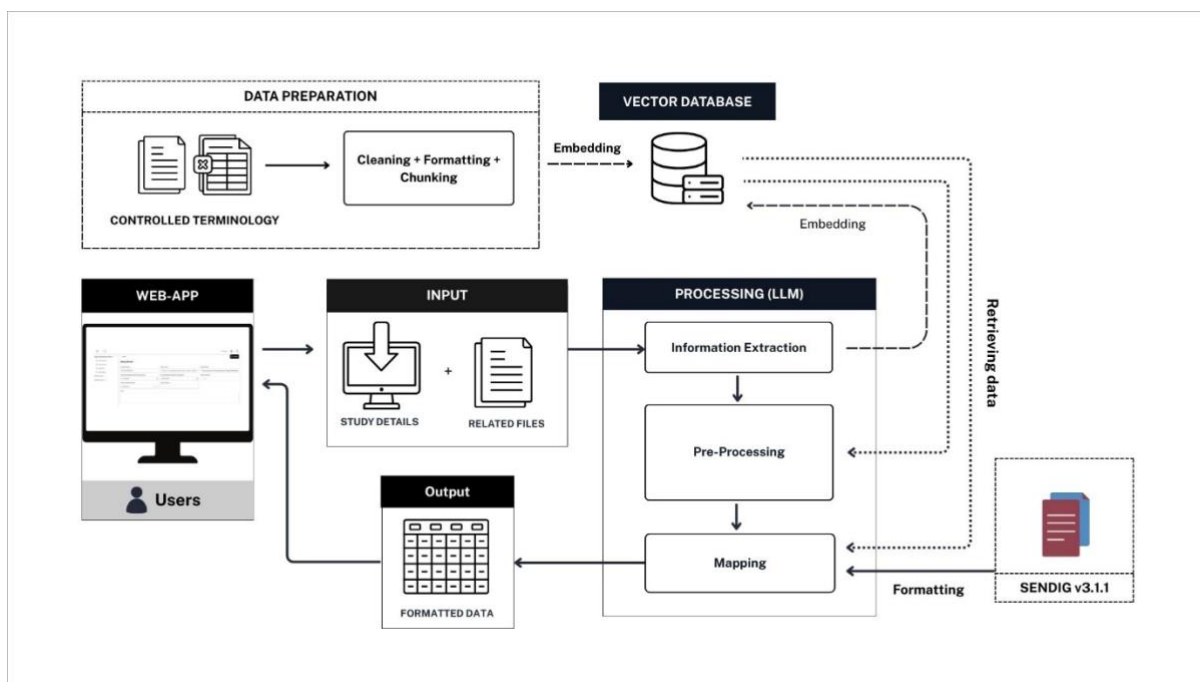 DATA PREPARATION
CONTROLLED TERMINOLOGY
Cleaning + Formatting +
Chunking
Embedding
VECTOR DATABASE
Embedding
Retrieving data
WEB-APP
Users
INPUT
STUDY DETAILS
+
RELATED FILES
PROCESSING (LLM)
Information Extraction
Pre-Processing
Mapping
Formatting
SENDIG v3.1.1
Output
FORMATTED DATA